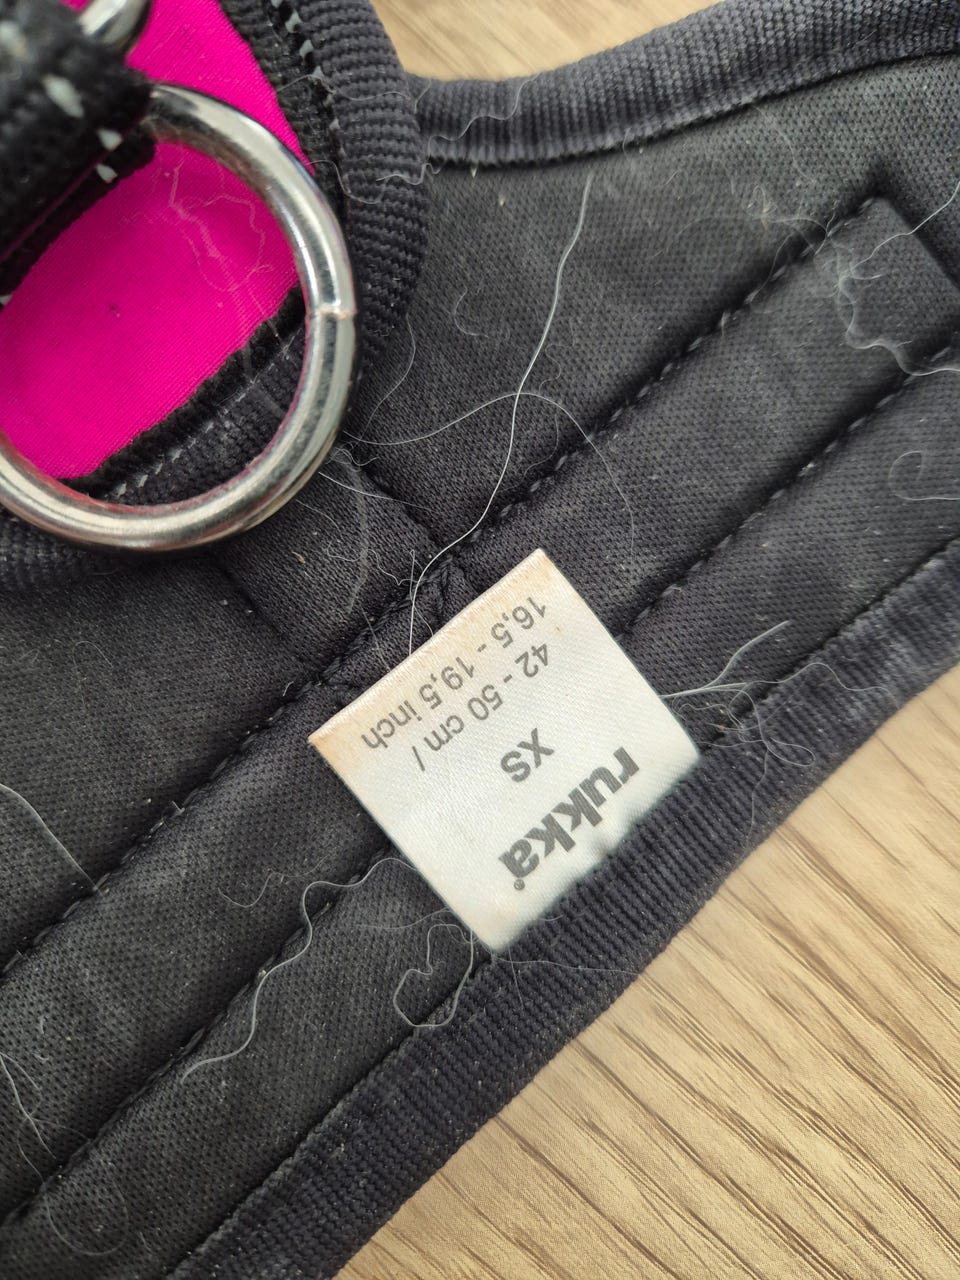 rukka®
XS
42 - 50 cm /
16,5 - 19,5 inch